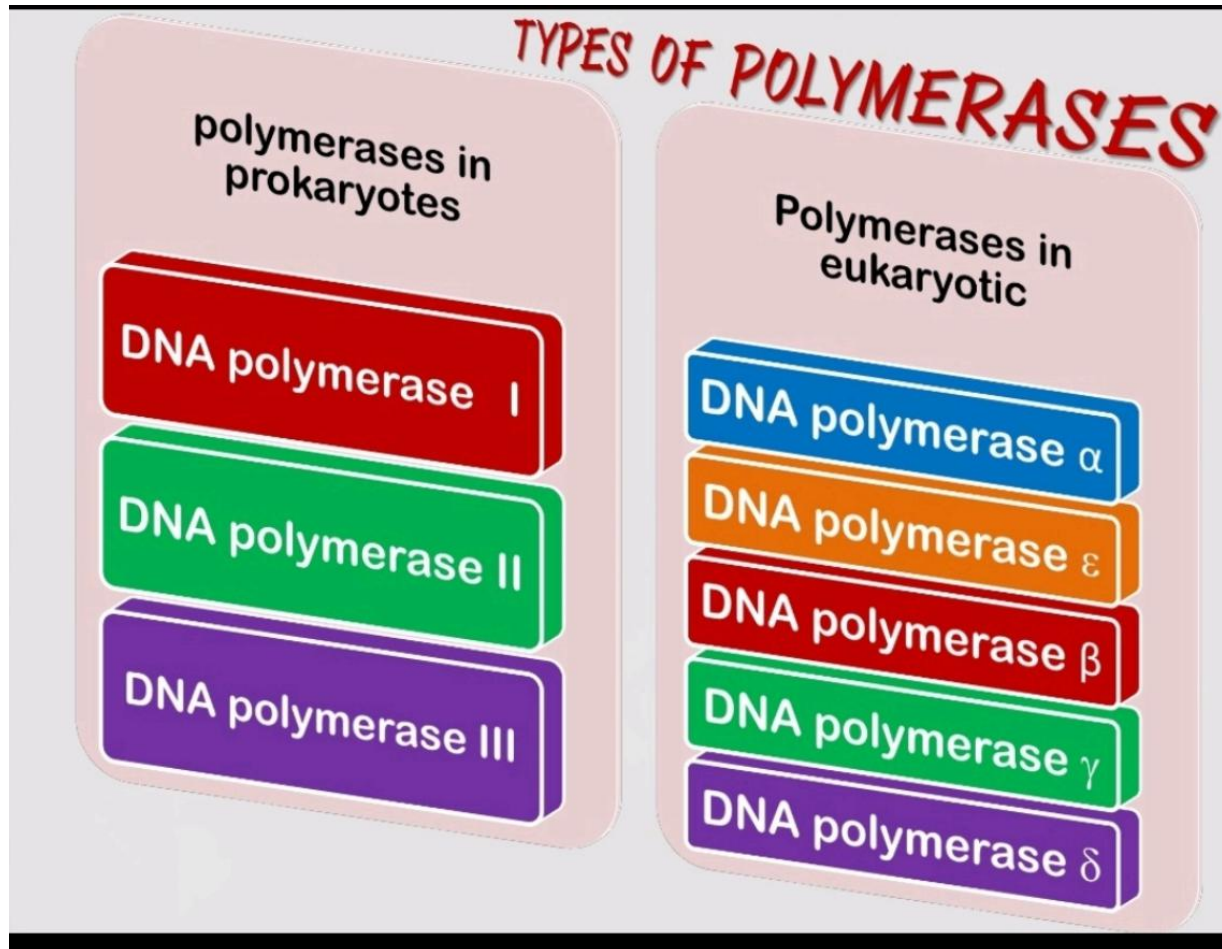 TYPES OF POLYMERASES
polymerases in
prokaryotes
DNA polymerase I
DNA polymerase II
DNA polymerase III
Polymerases in
eukaryotic
DNA polymerase α
DNA polymerase ε
DNA polymerase β
DNA polymerase γ
DNA polymerase δ